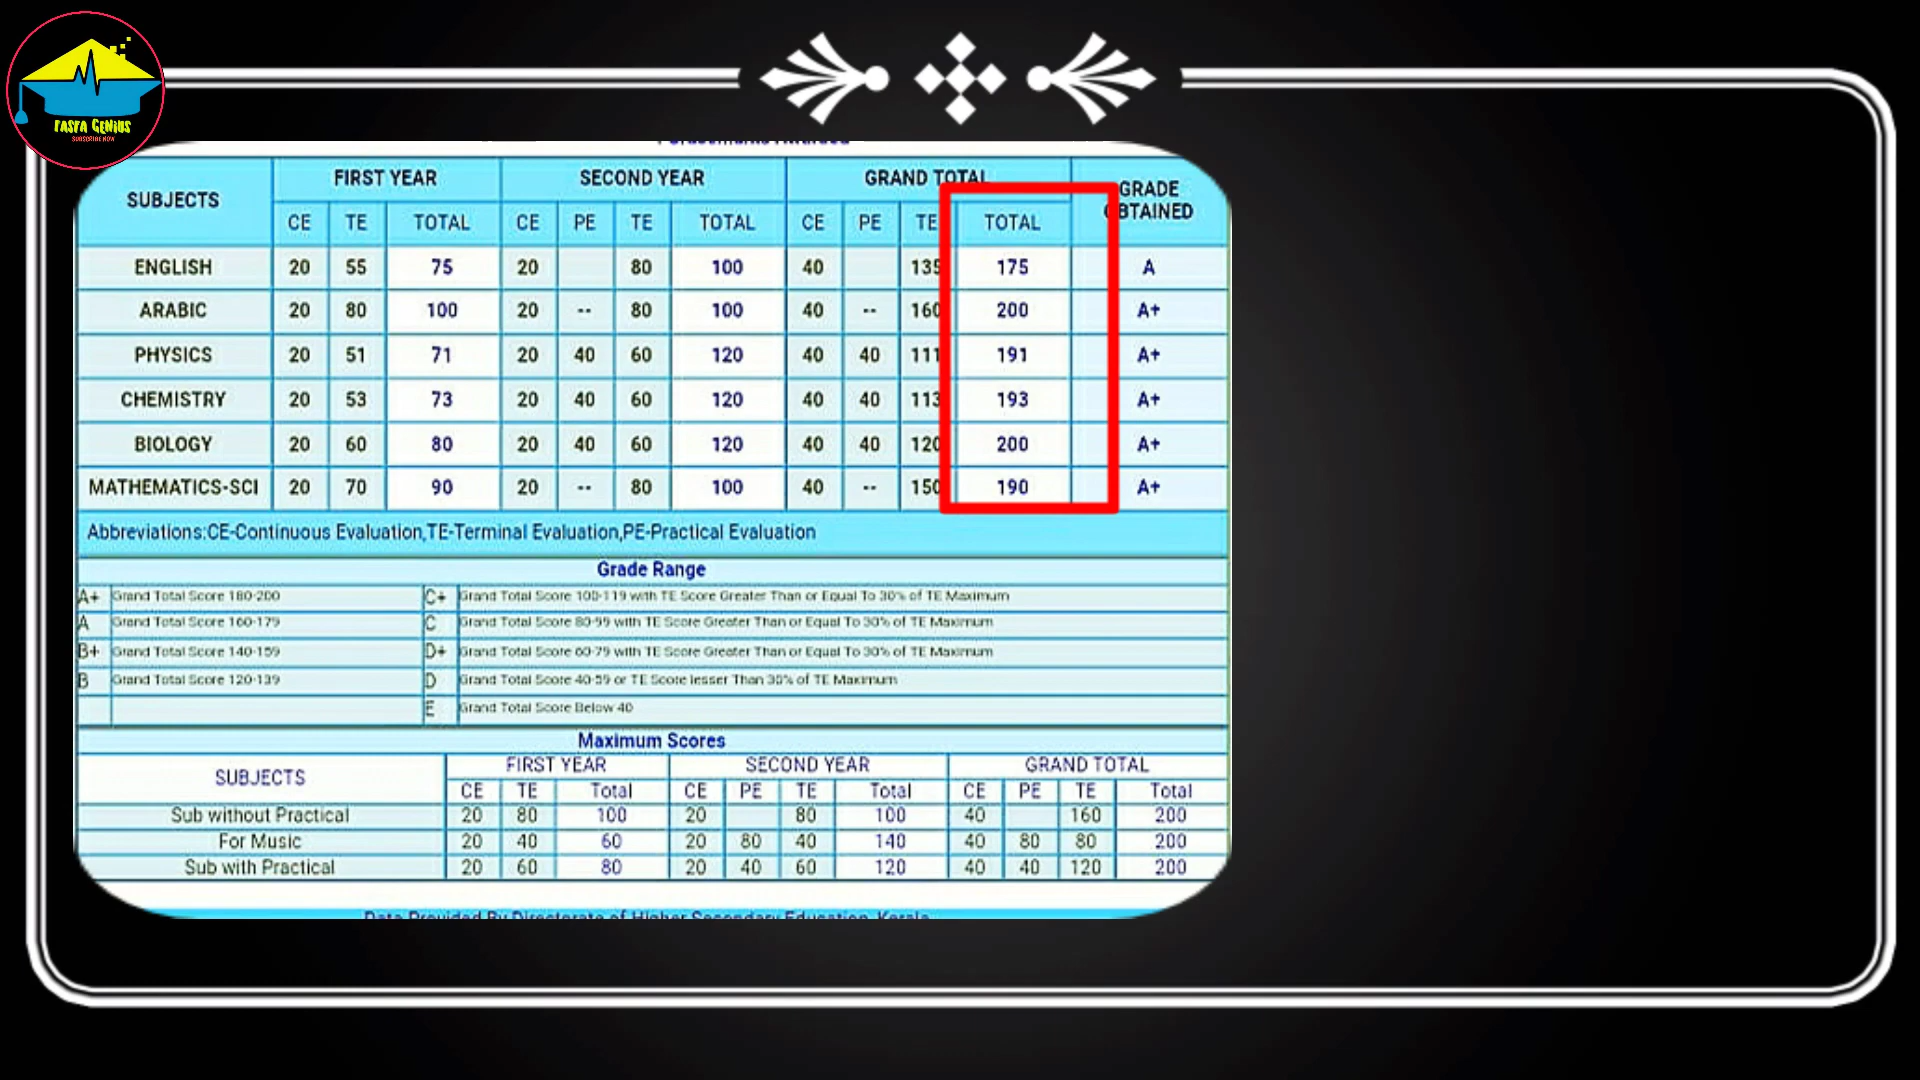 FASFA GENIUS
SUBSCRIBE NOW
SUBJECTS FIRST YEAR SECOND YEAR GRAND TOTAL GRADE OBTAINED
CE TE TOTAL CE PE TE TOTAL CE PE TE TOTAL
ENGLISH 20 55 75 20 80 100 40 135 175 A
ARABIC 20 80 100 20 -- 80 100 40 -- 160 200 A+
PHYSICS 20 51 71 20 40 60 120 40 40 111 191 A+
CHEMISTRY 20 53 73 20 40 60 120 40 40 113 193 A+
BIOLOGY 20 60 80 20 40 60 120 40 40 120 200 A+
MATHEMATICS-SCI 20 70 90 20 -- 80 100 40 -- 150 190 A+
Abbreviations:CE-Continuous Evaluation,TE-Terminal Evaluation,PE-Practical Evaluation
Grade Range
A+ Grand Total Score 180-200 C+ Grand Total Score 100-119 with TE Score Greater Than or Equal To 30% of TE Maximum
A Grand Total Score 160-179 C Grand Total Score 80-99 with TE Score Greater Than or Equal To 30% of TE Maximum
B+ Grand Total Score 140-159 D+ Grand Total Score 60-79 with TE Score Greater Than or Equal To 30% of TE Maximum
B Grand Total Score 120-139 D Grand Total Score 40-59 or TE Score lesser Than 30% of TE Maximum
E Grand Total Score Below 40
Maximum Scores
SUBJECTS FIRST YEAR SECOND YEAR GRAND TOTAL
CE TE Total CE PE TE Total CE PE TE Total
Sub without Practical 20 80 100 20 80 100 40 160 200
For Music 20 40 60 20 80 40 140 40 80 80 200
Sub with Practical 20 60 80 20 40 60 120 40 40 120 200
Data Provided By Directorate of Higher Secondary Education, Kerala